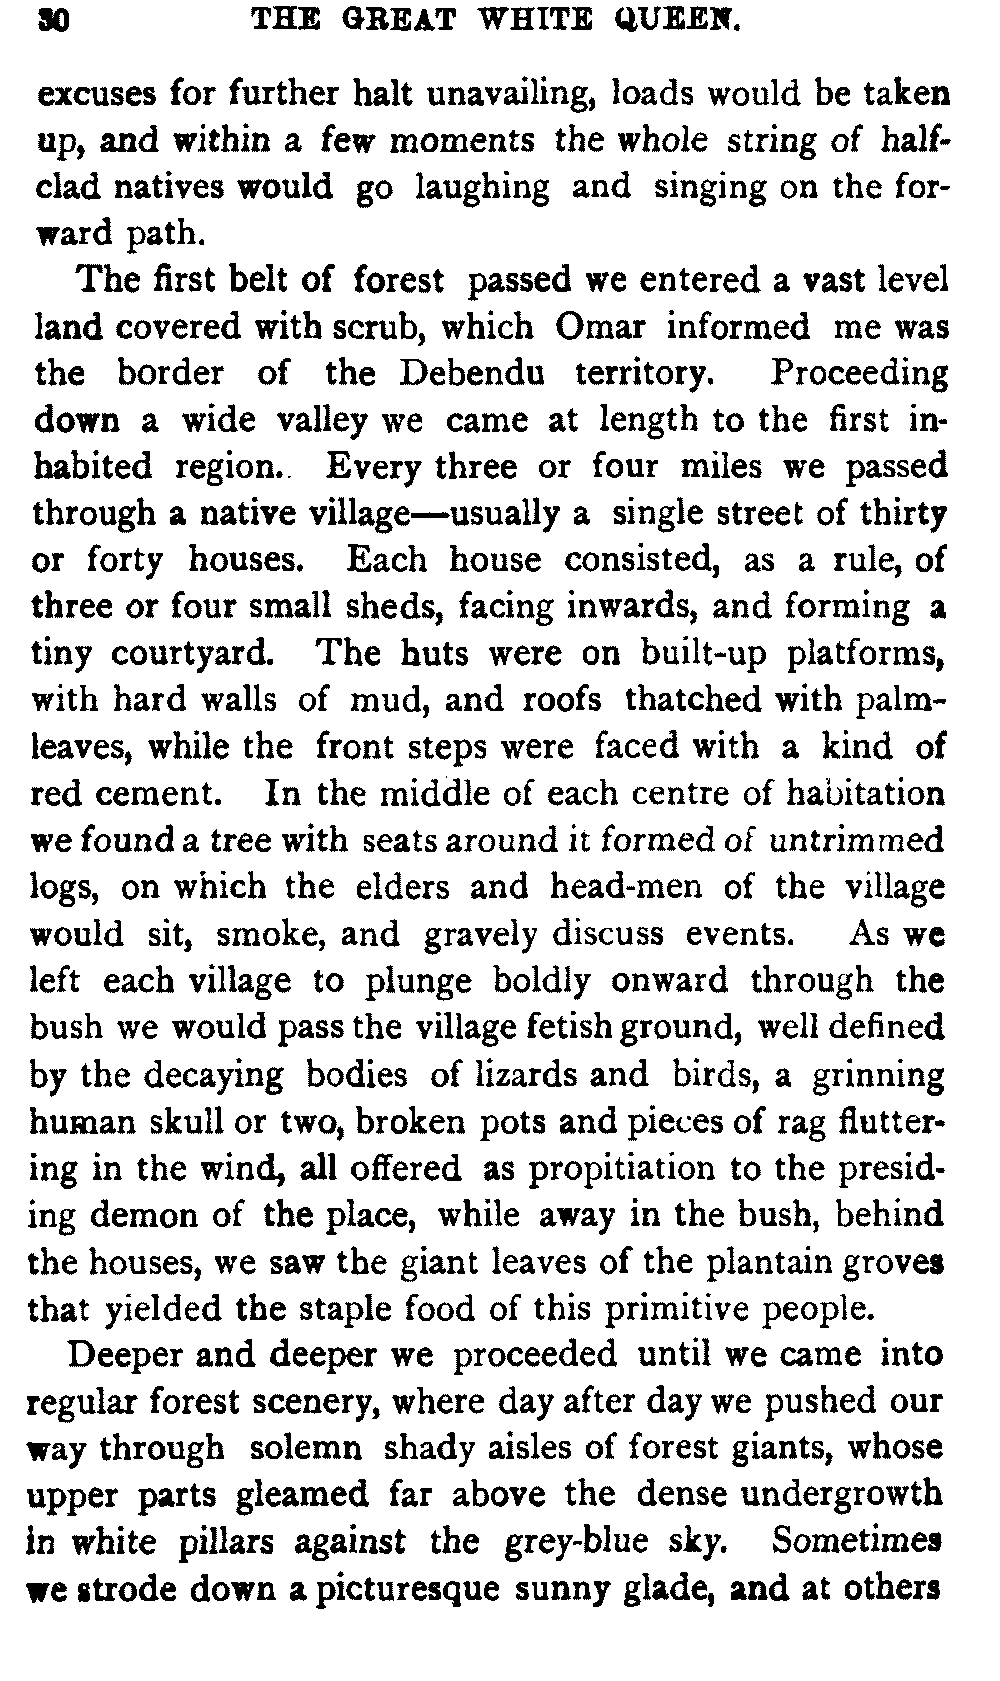 30 THE GREAT WHITE QUEEN.
excuses for further halt unavailing, loads would be taken
up, and within a few moments the whole string of half-
clad natives would go laughing and singing on the for-
ward path.
The first belt of forest passed we entered a vast level
land covered with scrub, which Omar informed me was
the border of the Debendu territory. Proceeding
down a wide valley we came at length to the first in-
habited region.. Every three or four miles we passed
through a native village—usually a single street of thirty
or forty houses. Each house consisted, as a rule, of
three or four small sheds, facing inwards, and forming a
tiny courtyard. The huts were on built-up platforms,
with hard walls of mud, and roofs thatched with palm-
leaves, while the front steps were faced with a kind of
red cement. In the middle of each centre of habitation
we found a tree with seats around it formed of untrimmed
logs, on which the elders and head-men of the village
would sit, smoke, and gravely discuss events. As we
left each village to plunge boldly onward through the
bush we would pass the village fetish ground, well defined
by the decaying bodies of lizards and birds, a grinning
human skull or two, broken pots and pieces of rag flutter-
ing in the wind, all offered as propitiation to the presid-
ing demon of the place, while away in the bush, behind
the houses, we saw the giant leaves of the plantain groves
that yielded the staple food of this primitive people.
Deeper and deeper we proceeded until we came into
regular forest scenery, where day after day we pushed our
way through solemn shady aisles of forest giants, whose
upper parts gleamed far above the dense undergrowth
in white pillars against the grey-blue sky. Sometimes
we strode down a picturesque sunny glade, and at others